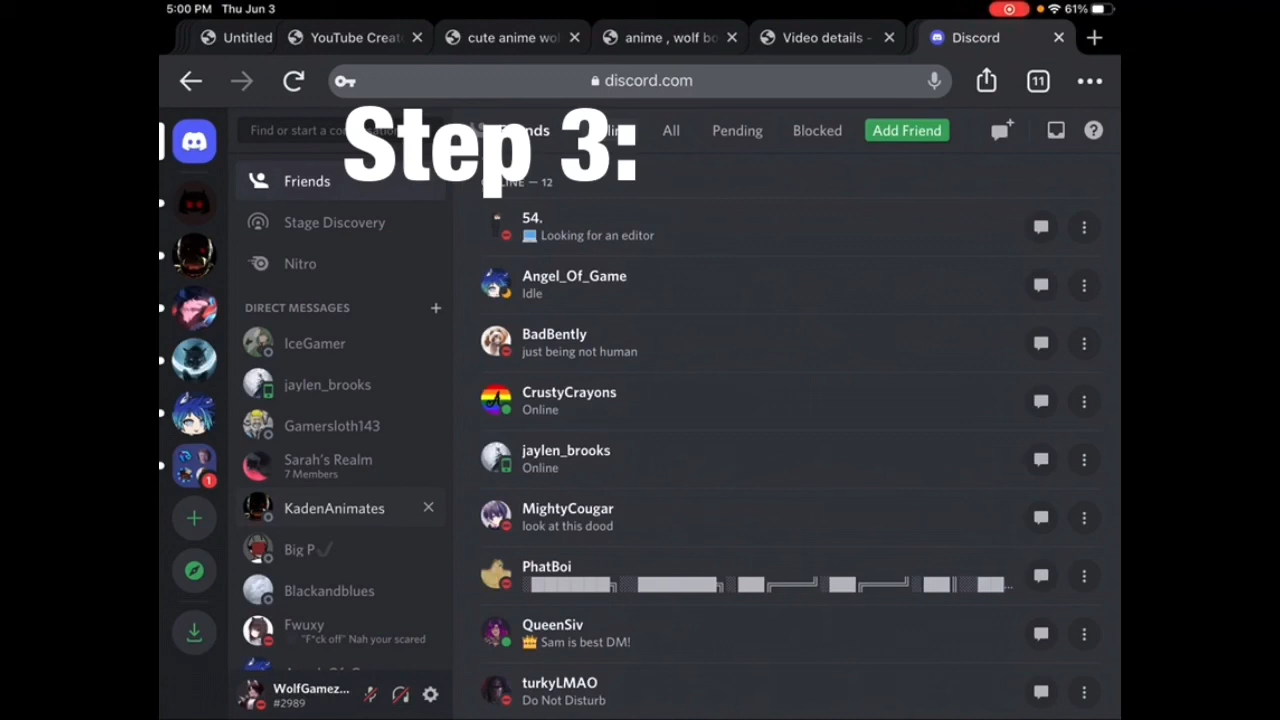 5:00 PM Thu Jun 3
61%
Untitled
YouTube Creat
cute anime wol
anime , wolf bo
Video details -
Discord
discord.com
11
Step 3:
Find or start a
All
Pending
Blocked
Add Friend
Friends
Stage Discovery
Nitro
DIRECT MESSAGES
IceGamer
jaylen_brooks
Gamersloth143
Sarah's Realm
7 Members
KadenAnimates
Big P✓
Blackandblues
Fwuxy
"F*ck off" Nah your scared
1
WolfGamez...
#2989
— 12
54.
Looking for an editor
Angel_Of_Game
Idle
BadBently
just being not human
CrustyCrayons
Online
jaylen_brooks
Online
MightyCougar
look at this dood
PhatBoi
QueenSiv
Sam is best DM!
turkyLMAO
Do Not Disturb